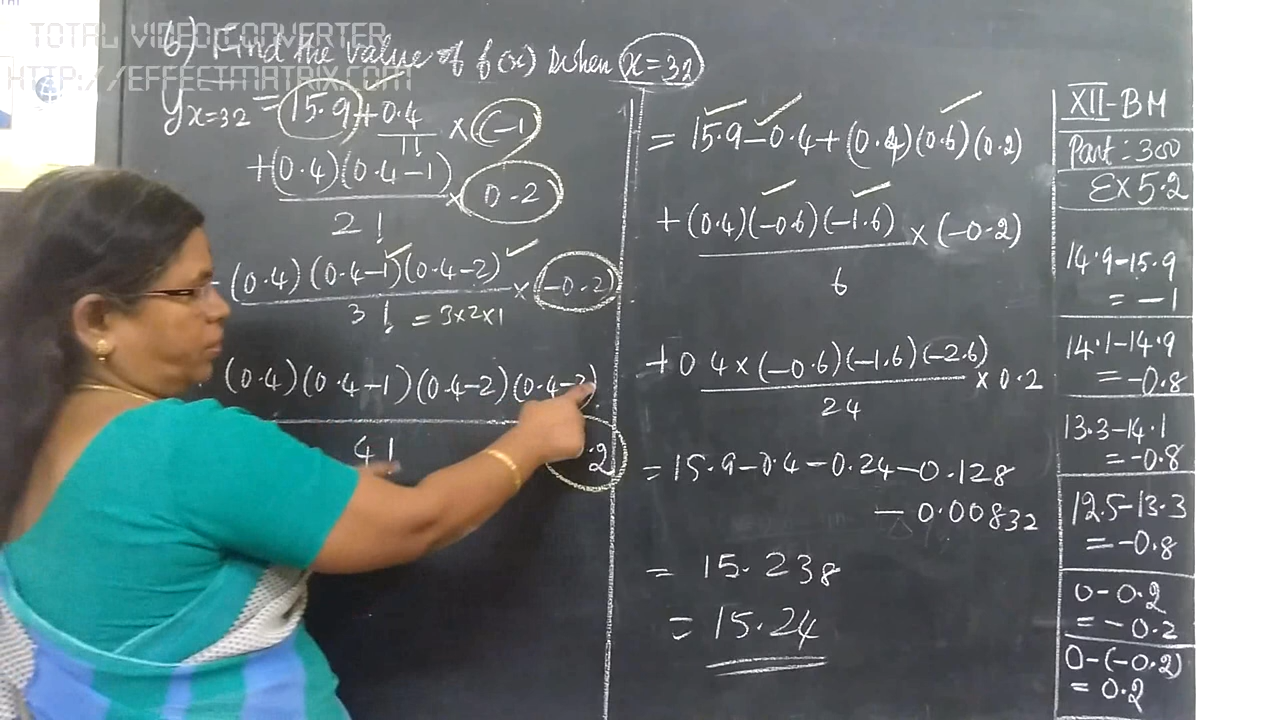 TOTAL VIDEO CONVERTER
HTTP://EFFECTMATRIX.COM
6) Find the value of f(x) when x=32
y x=32 = 15.9 + 0.4
1! × (-1
+(0.4)(0.4-1) × 0.2
2!
(0.4)(0.4-1)(0.4-2) × -0.2)
3! = 3×2×1
(0.4)(0.4-1)(0.4-2)(0.4-3)
4! .2
= 15.9-0.4+(0.4)(0.6)(0.2)
+(0.4)(-0.6)(-1.6) × (-0.2)
6
+0 4×(-0.6)(-1.6)(-2.6) × 0.2
24
= 15.9-0.4-0.24-0.128
- 0.00832
= 15.238
= 15.24
XII-BM
Part: 300
EX 5.2
14.9-15.9
= -1
14.1-14.9
= -0.8
13.3-14.1
= -0.8
12.5-13.3
= -0.8
0-0.2
= -0.2
0-(-0.2)
= 0.2